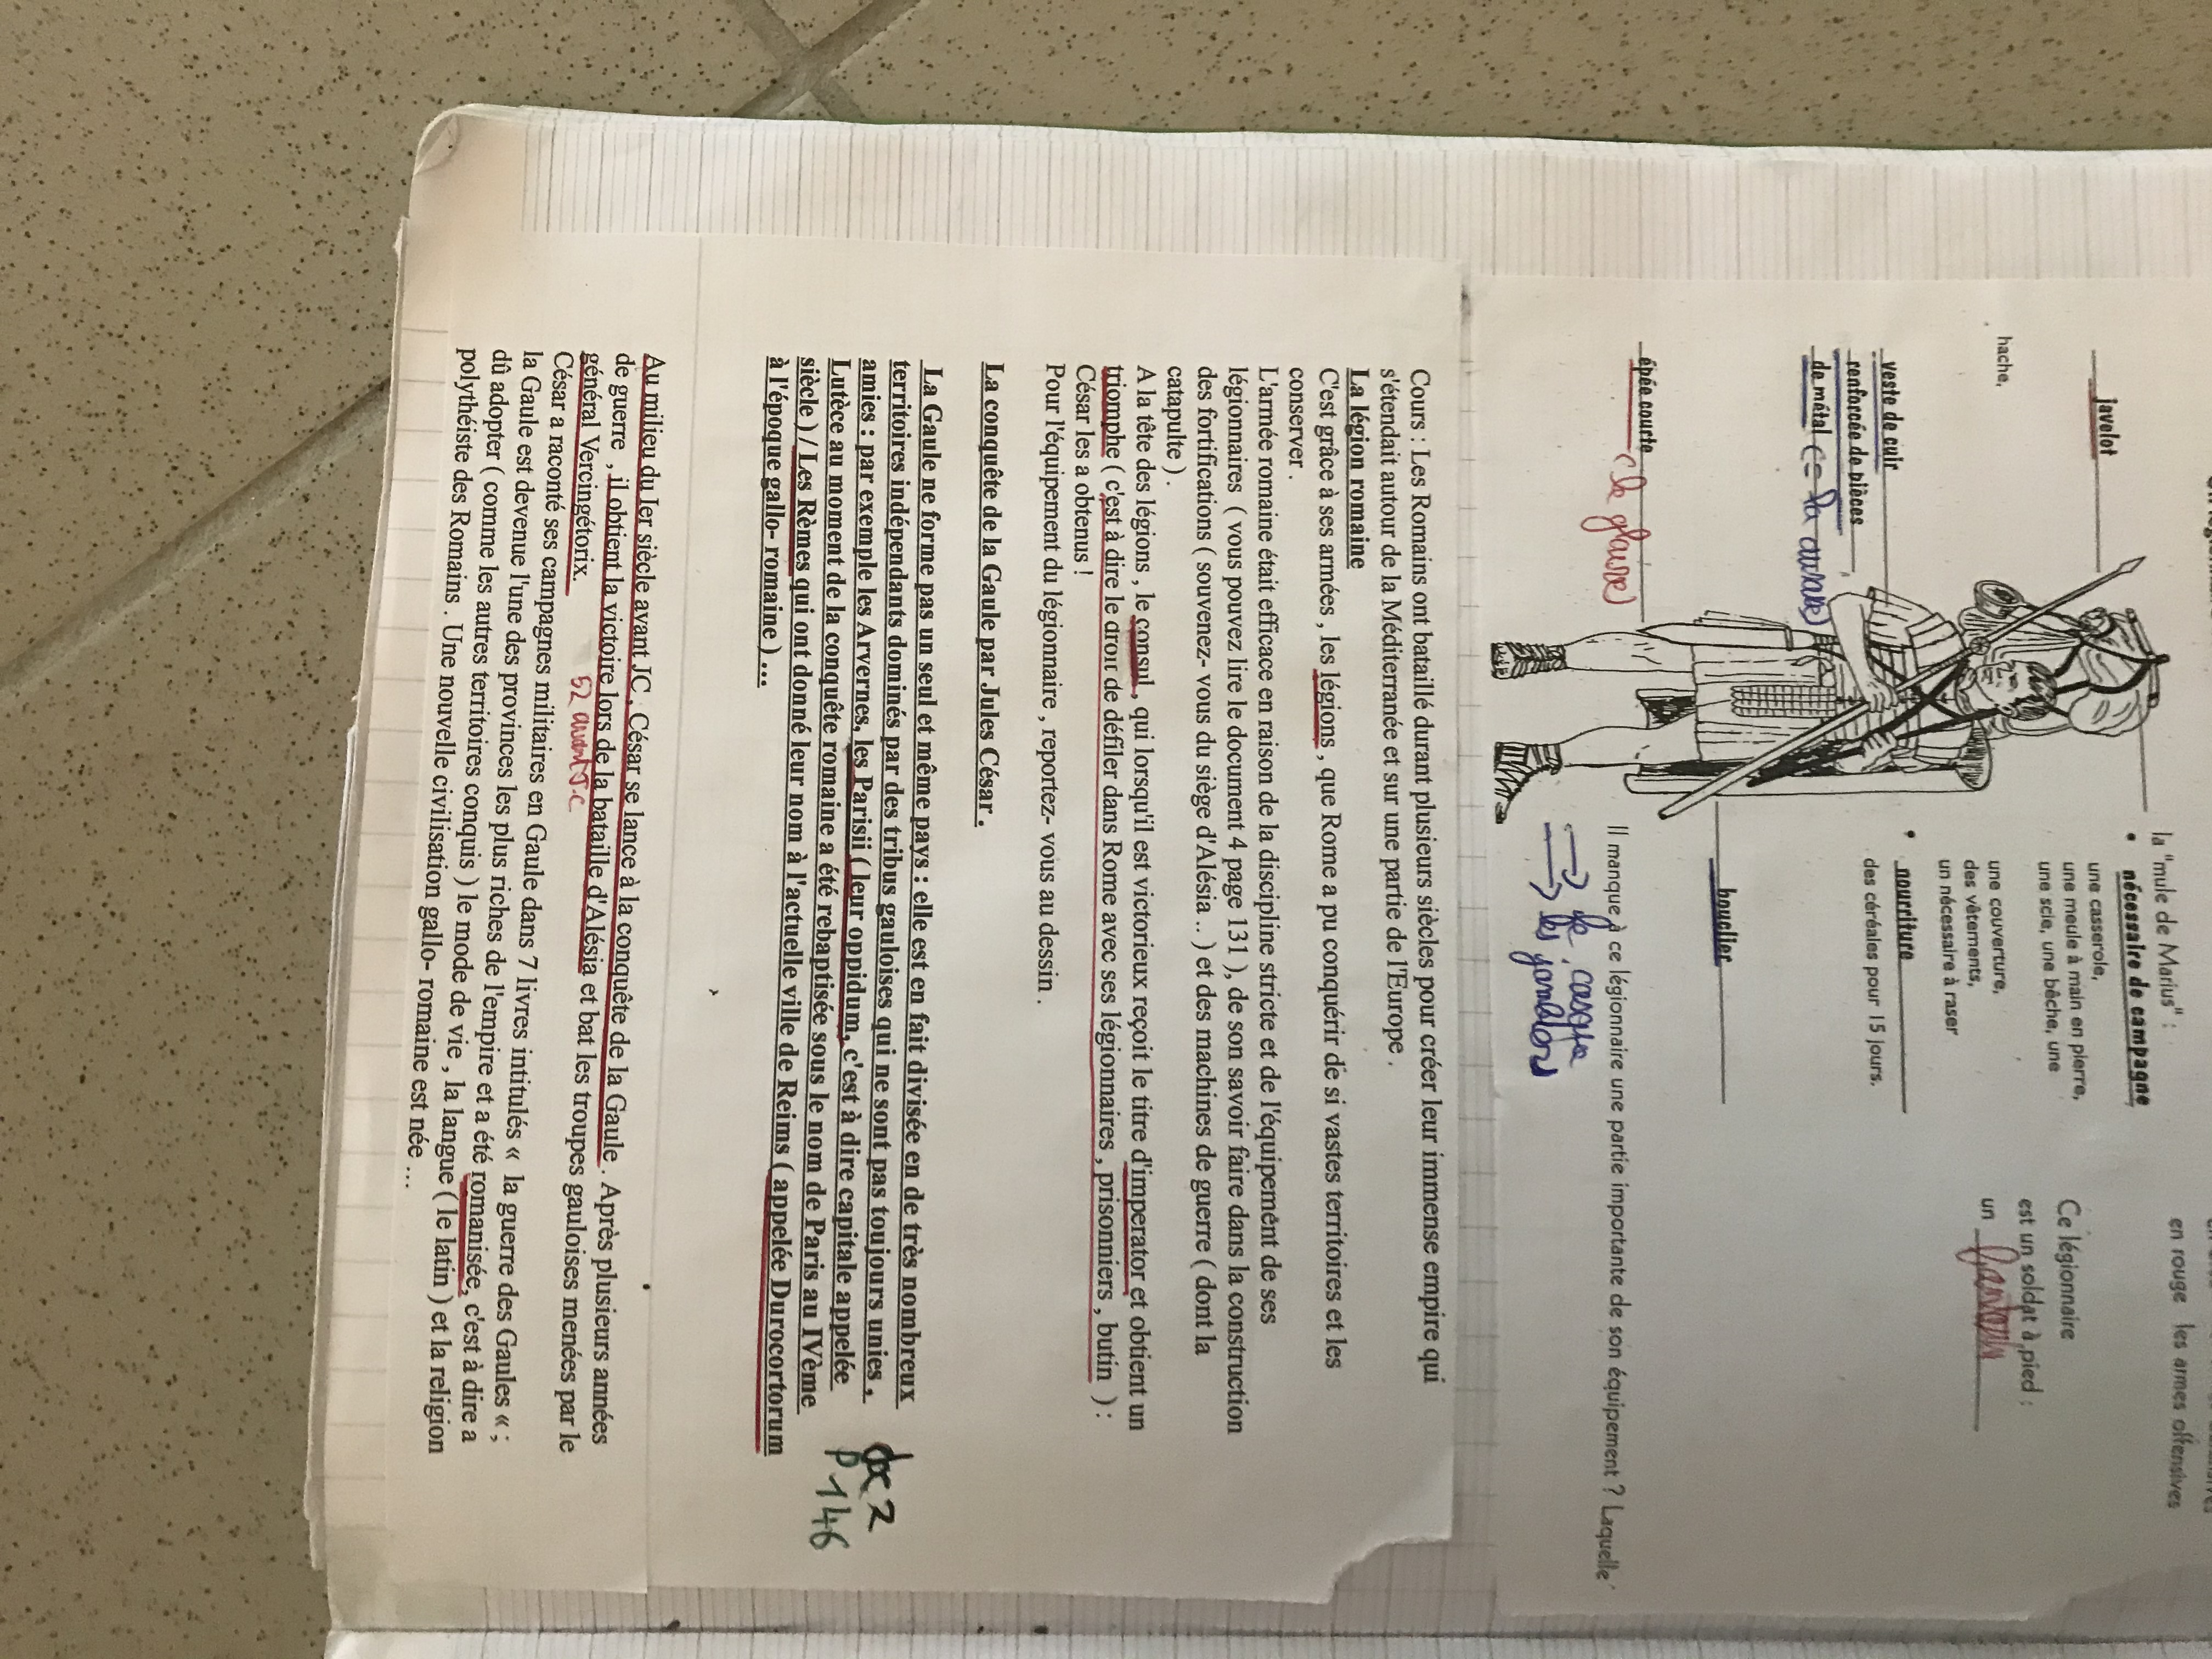 en rouge les armes offensives
javelot
la "mule de Marius" :
• nécessaire de campagne
une casserole,
une meule à main en pierre,
une scie, une bêche, une
hache,
une couverture,
des vêtements,
un nécessaire à raser
• nourriture
des céréales pour 15 jours.
Ce légionnaire
est un soldat à pied :
un
veste de cuir
renforcée de pièces
de métal (= la
bouclier
épée courte (le glaive)
Il manque à ce légionnaire une partie importante de son équipement ? Laquelle
→ le casque
→ les
Cours : Les Romains ont bataillé durant plusieurs siècles pour créer leur immense empire qui
s'étendait autour de la Méditerranée et sur une partie de l'Europe .
La légion romaine
C'est grâce à ses armées , les légions , que Rome a pu conquérir de si vastes territoires et les
conserver .
L'armée romaine était efficace en raison de la discipline stricte et de l'équipement de ses
légionnaires ( vous pouvez lire le document 4 page 131 ), de son savoir faire dans la construction
des fortifications ( souvenez- vous du siège d'Alésia .. ) et des machines de guerre ( dont la
catapulte ) .
A la tête des légions , le consul , qui lorsqu'il est victorieux reçoit le titre d'imperator et obtient un
triomphe ( c'est à dire le droit de défiler dans Rome avec ses légionnaires , prisonniers , butin ) :
César les a obtenus !
Pour l'équipement du légionnaire , reportez- vous au dessin .
La conquête de la Gaule par Jules César .
La Gaule ne forme pas un seul et même pays : elle est en fait divisée en de très nombreux
territoires indépendants dominés par des tribus gauloises qui ne sont pas toujours unies ,
amies : par exemple les Arvernes, les Parisii ( leur oppidum, c'est à dire capitale appelée
Lutèce au moment de la conquête romaine a été rebaptisée sous le nom de Paris au IVème
siècle ) / Les Rèmes qui ont donné leur nom à l'actuelle ville de Reims ( appelée Durocortorum
à l'époque gallo- romaine ) ...
2
p 146
Au milieu du Ier siècle avant JC , César se lance à la conquête de la Gaule . Après plusieurs années
de guerre , il obtient la victoire lors de la bataille d'Alésia et bat les troupes gauloises menées par le
général Vercingétorix. 52 avant J.C
César a raconté ses campagnes militaires en Gaule dans 7 livres intitulés « la guerre des Gaules « ;
la Gaule est devenue l'une des provinces les plus riches de l'empire et a été romanisée, c'est à dire a
dû adopter ( comme les autres territoires conquis ) le mode de vie , la langue ( le latin ) et la religion
polythéiste des Romains . Une nouvelle civilisation gallo- romaine est née ...